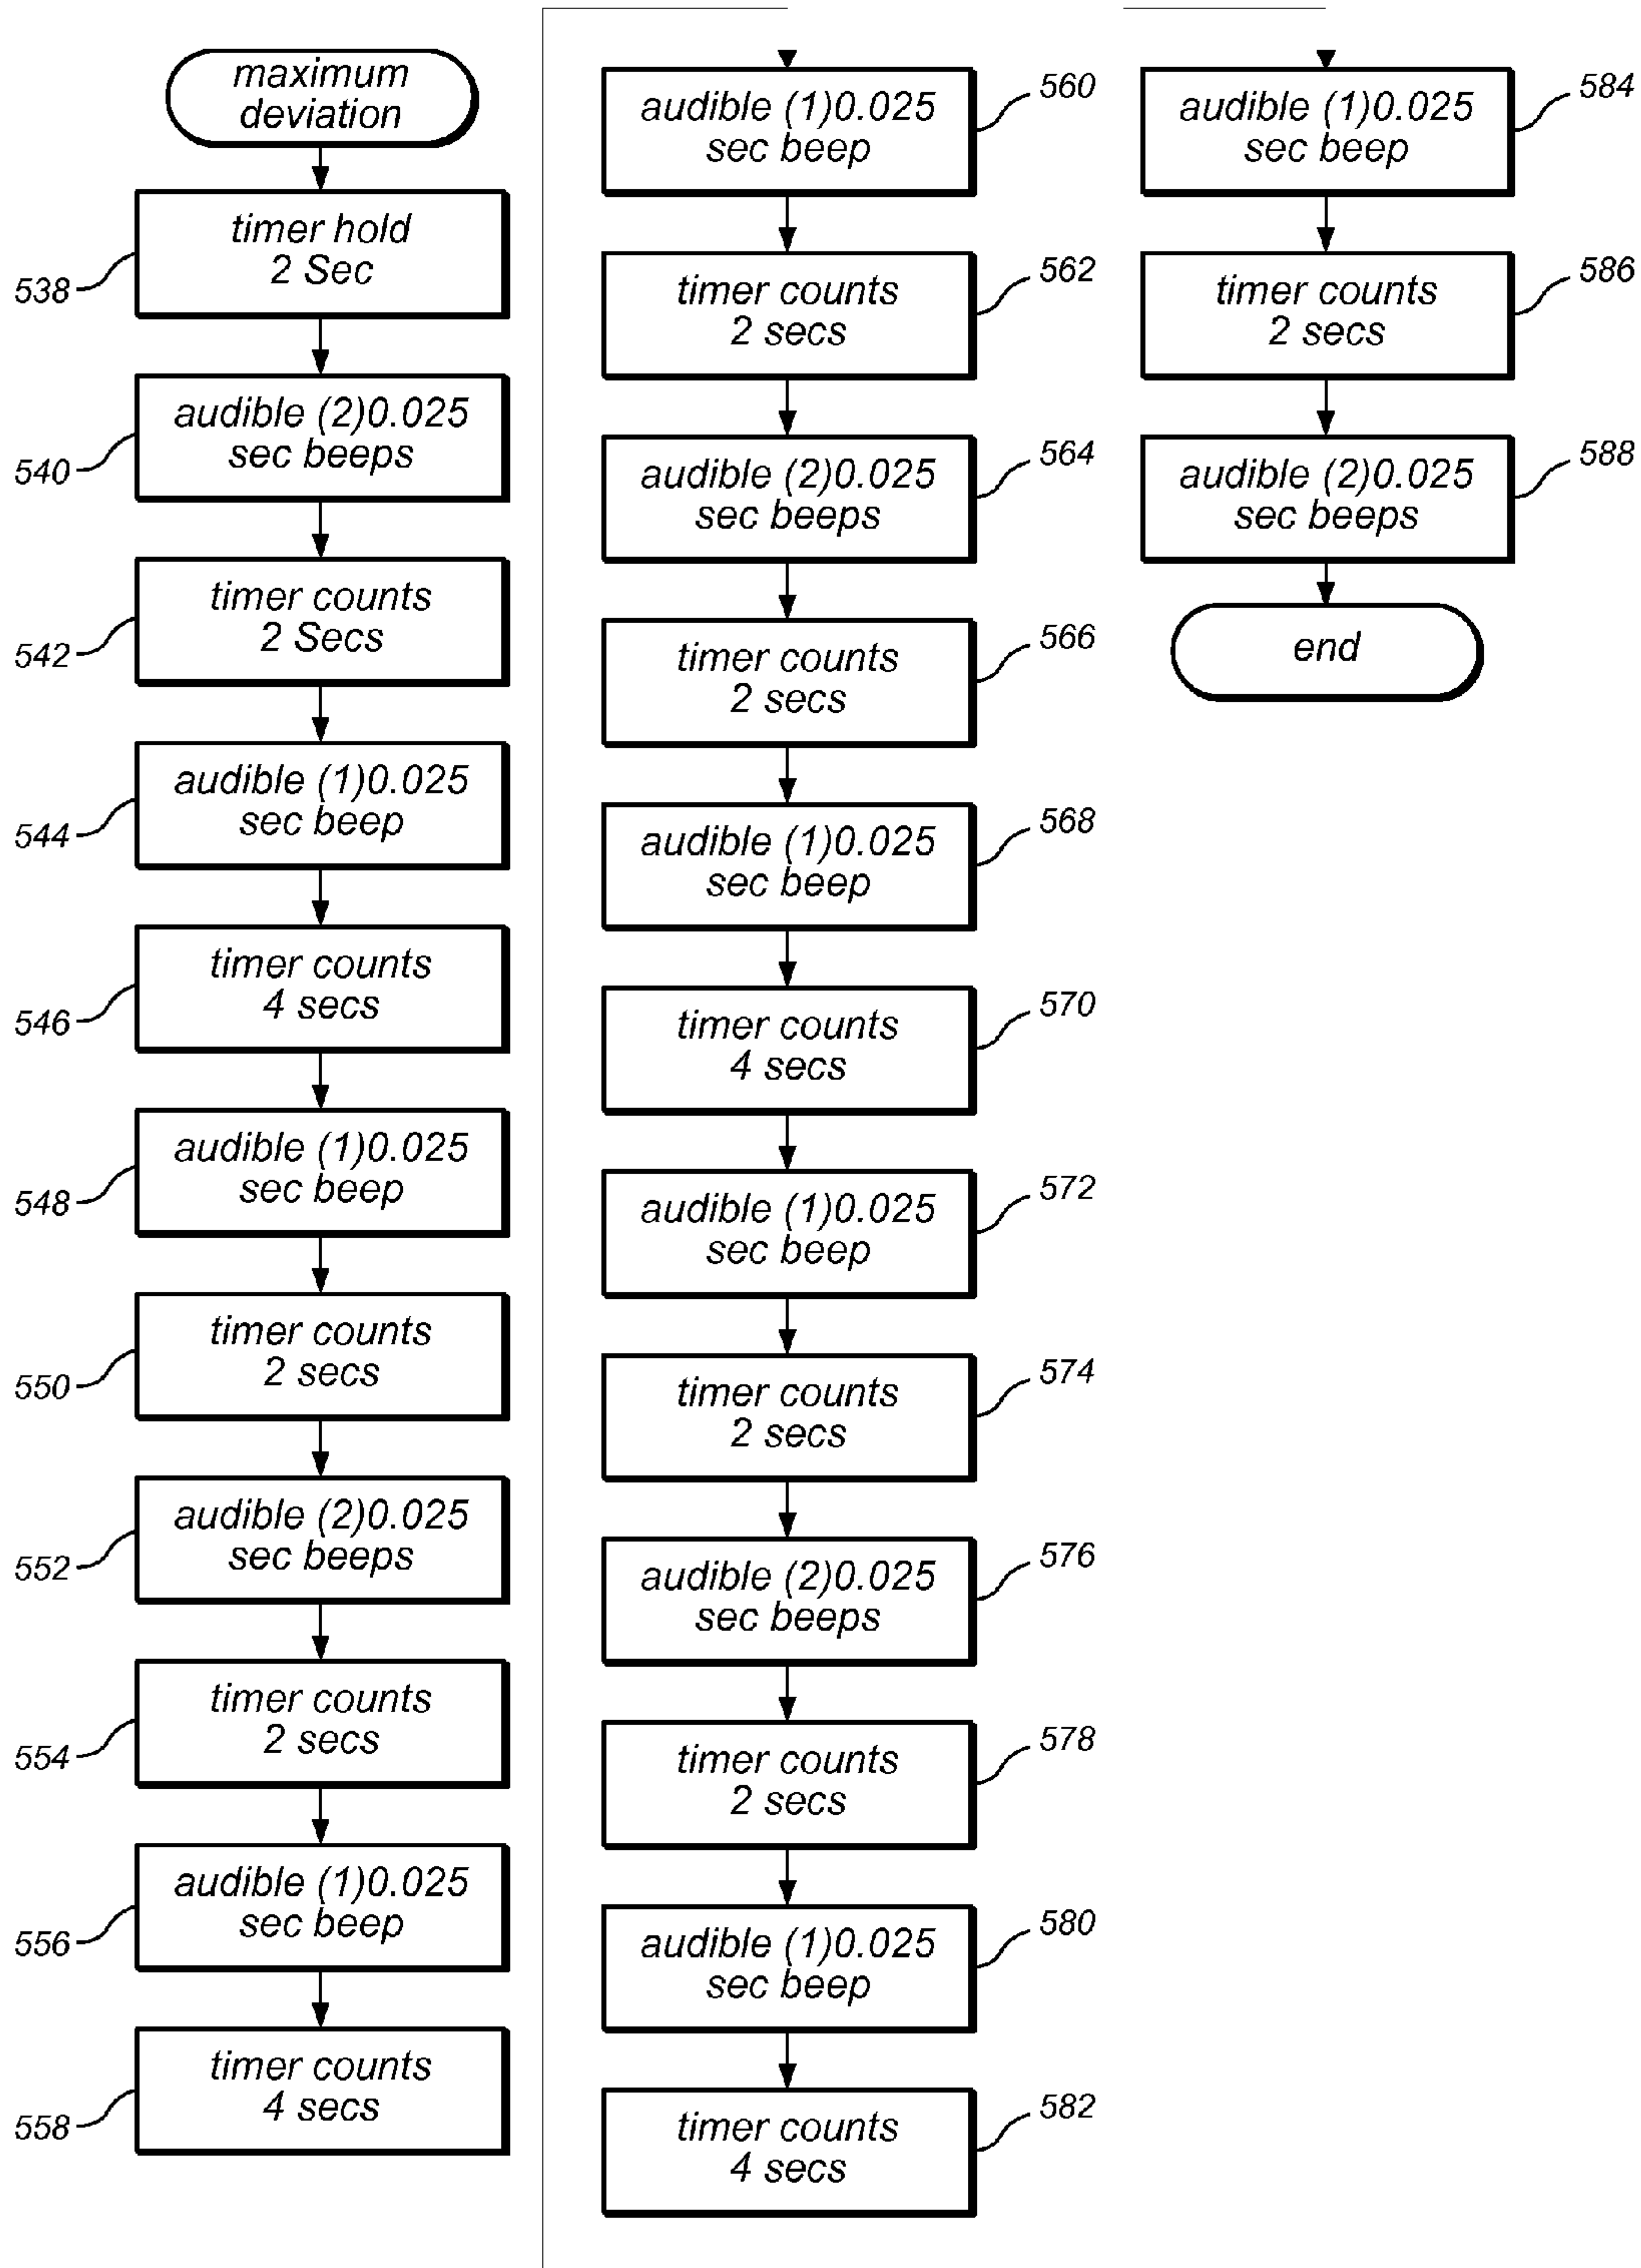 maximum
deviation
timer hold
2 Sec
538
audible (2)0.025
sec beeps
540
timer counts
2 Secs
542
audible (1)0.025
sec beep
544
timer counts
4 secs
546
audible (1)0.025
sec beep
548
timer counts
2 secs
550
audible (2)0.025
sec beeps
552
timer counts
2 secs
554
audible (1)0.025
sec beep
556
timer counts
4 secs
558
audible (1)0.025
sec beep
560
timer counts
2 secs
562
audible (2)0.025
sec beeps
564
timer counts
2 secs
566
audible (1)0.025
sec beep
568
timer counts
4 secs
570
audible (1)0.025
sec beep
572
timer counts
2 secs
574
audible (2)0.025
sec beeps
576
timer counts
2 secs
578
audible (1)0.025
sec beep
580
timer counts
4 secs
582
audible (1)0.025
sec beep
584
timer counts
2 secs
586
audible (2)0.025
sec beeps
588
end